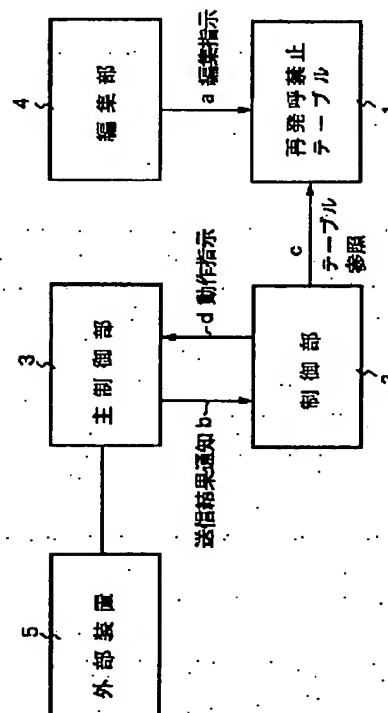 4
編集部
a 編集指示
再発呼禁止
テーブル
1
3
主制御部
d 動作指示
送信結果通知 b
c
テーブル
参照
制御部
2
5
外部装置